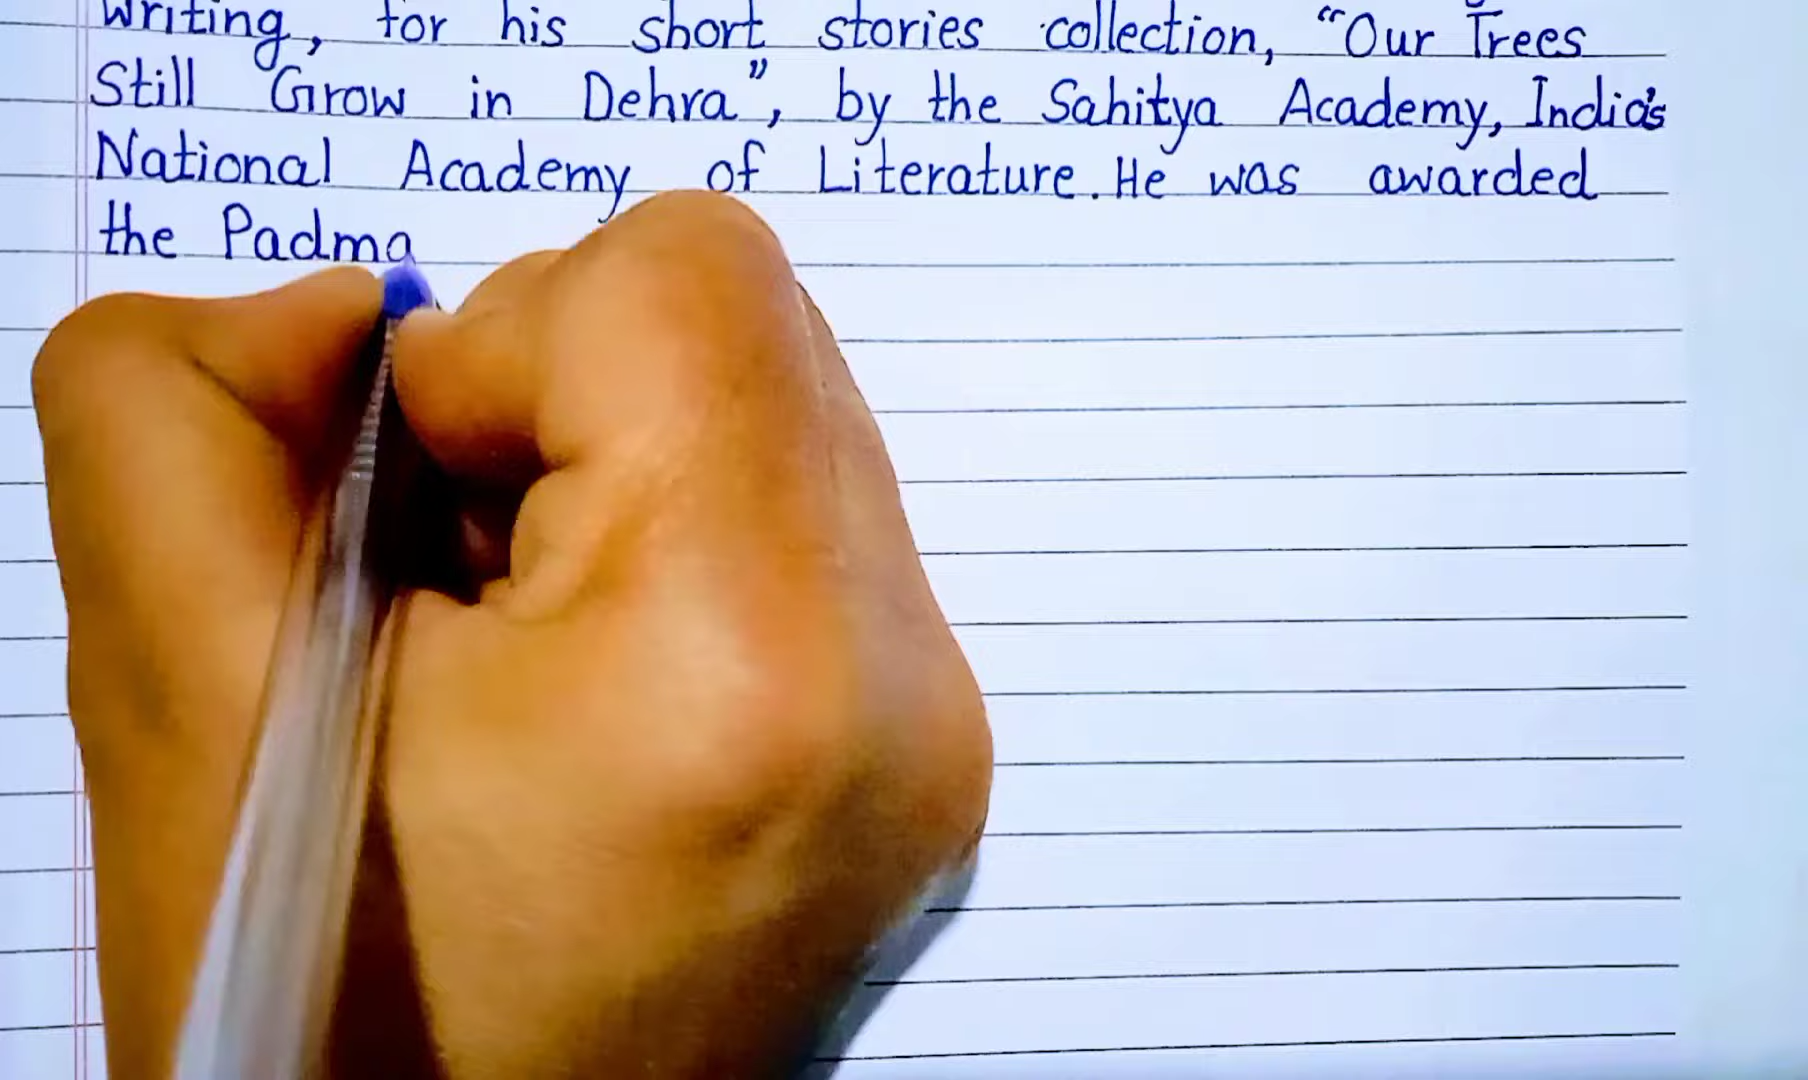 writing, for his short stories collection, “Our Trees
Still Grow in Dehra”, by the Sahitya Academy, India's
National Academy of Literature. He was awarded
the Padma